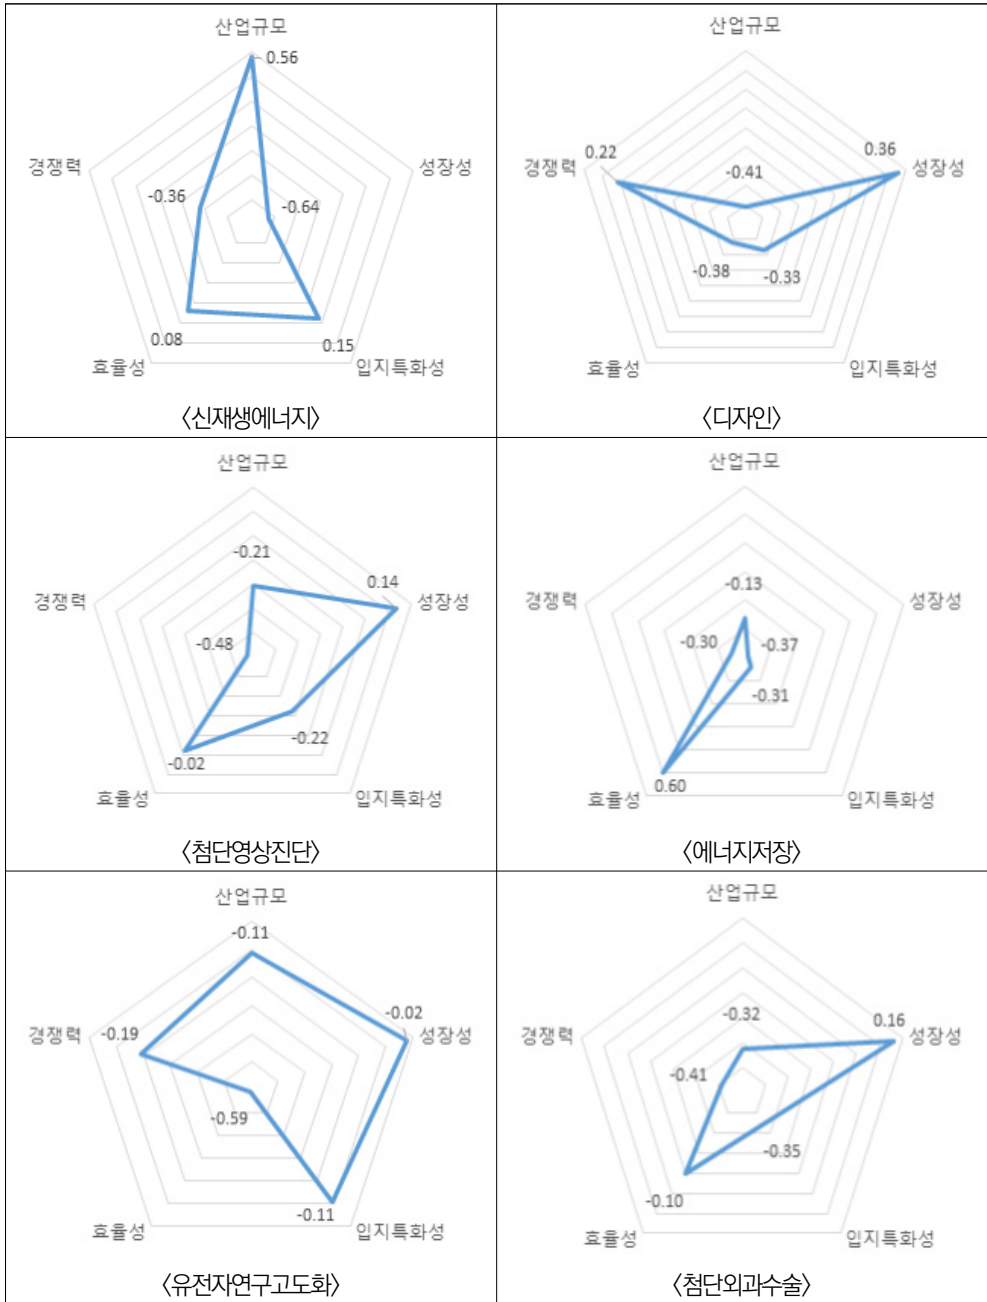 산업규모
0.56
경쟁력
성장성
-0.36
-0.64
0.08
0.15
효율성
입지특화성
〈신재생에너지〉
산업규모
0.22
0.36
경쟁력
성장성
-0.41
-0.38
-0.33
효율성
입지특화성
〈디자인〉
산업규모
-0.21
0.14
경쟁력
성장성
-0.48
-0.22
-0.02
효율성
입지특화성
〈첨단영상진단〉
산업규모
-0.13
경쟁력
성장성
-0.30
-0.37
-0.31
0.60
효율성
입지특화성
〈에너지저장〉
산업규모
-0.11
-0.02
경쟁력
-0.19
성장성
-0.59
-0.11
효율성
입지특화성
〈유전자연구고도화〉
산업규모
-0.32
0.16
경쟁력
성장성
-0.41
-0.35
-0.10
효율성
입지특화성
〈첨단외과수술〉